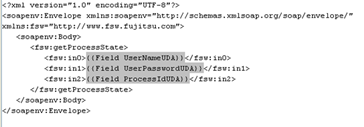 <?xml version="1.0" encoding="UTF-8"?>
<soapenv:Envelope xmlns:soapenv="http://schemas.xmlsoap.org/soap/envelope/"
xmlns:fsw="http://www.fsw.fujitsu.com">
<soapenv:Body>
<fsw:getProcessState>
<fsw:in0>{{Field UserNameUDA}}</fsw:in0>
<fsw:in1>{{Field UserPasswordUDA}}</fsw:in1>
<fsw:in2>{{Field ProcessIdUDA}}</fsw:in2>
</fsw:getProcessState>
</soapenv:Body>
</soapenv:Envelope>